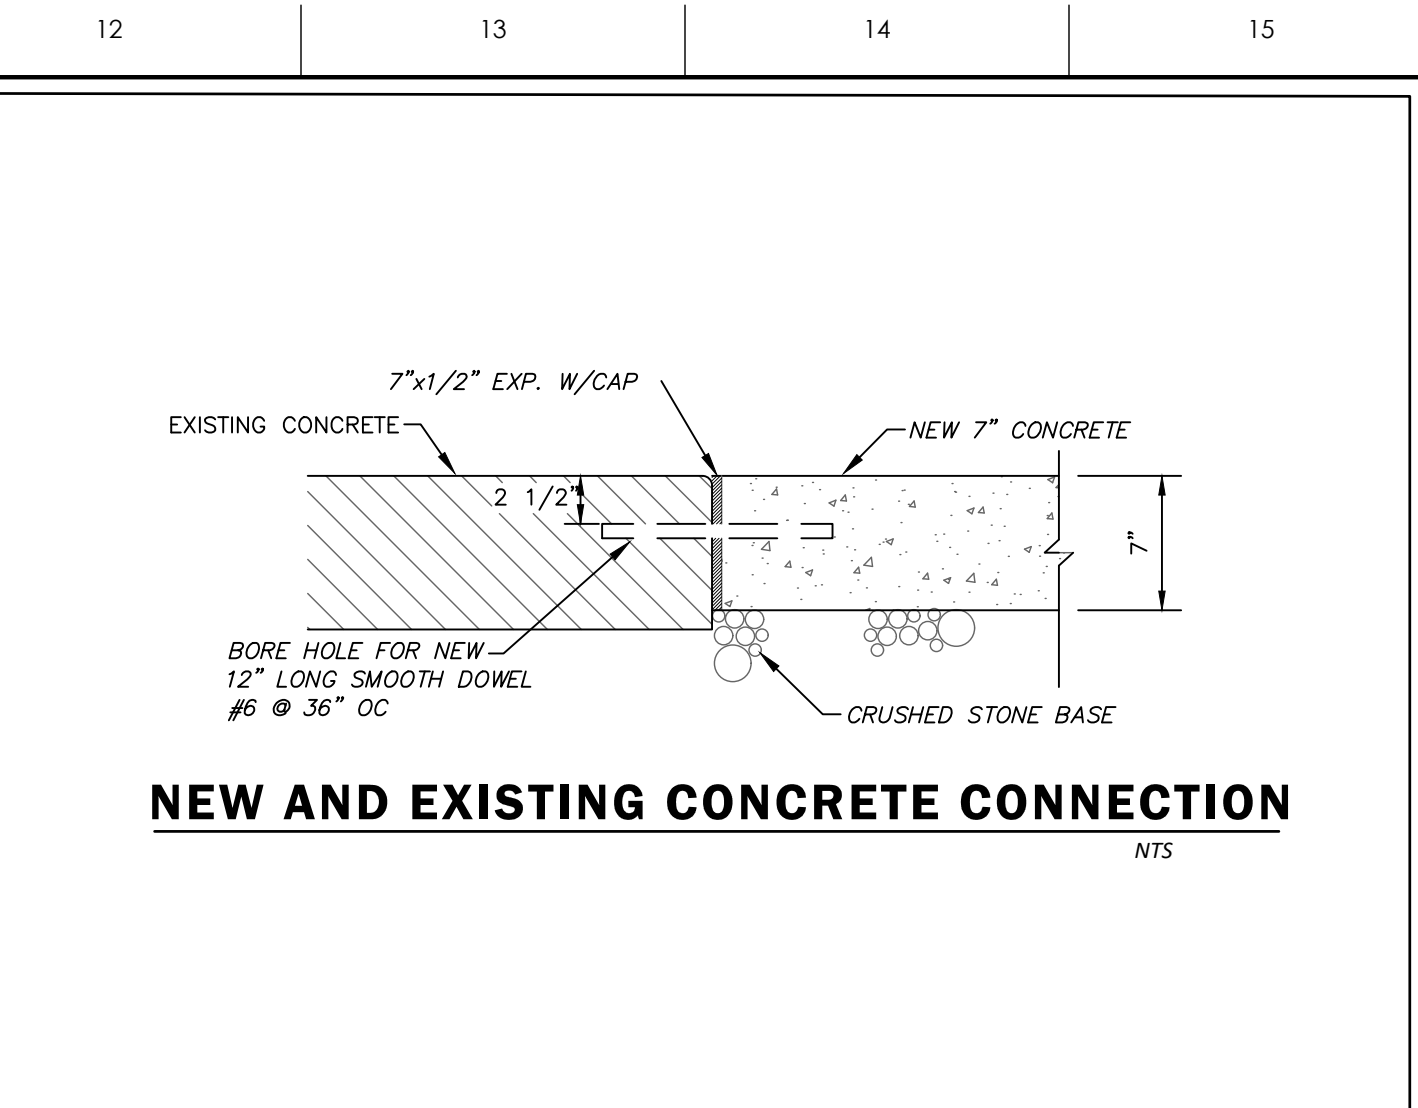 12 13 14 15
7"x1/2" EXP. W/CAP
EXISTING CONCRETE
NEW 7" CONCRETE
2 1/2"
7"
BORE HOLE FOR NEW
12" LONG SMOOTH DOWEL
#6 @ 36" OC
CRUSHED STONE BASE
NEW AND EXISTING CONCRETE CONNECTION
NTS